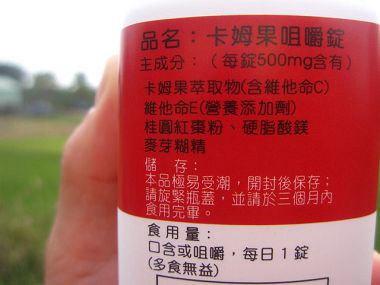 品名：卡姆果咀嚼錠
主成分：（每錠500mg含有）
卡姆果萃取物(含維他命C)
維他命E(營養添加劑)
桂圓紅棗粉、硬脂酸鎂
麥芽糊精
儲　存：
本品極易受潮，開封後保存；
請旋緊瓶蓋，並請於三個月內
食用完畢。
食用量：
口含或咀嚼，每日1錠
(多食無益)